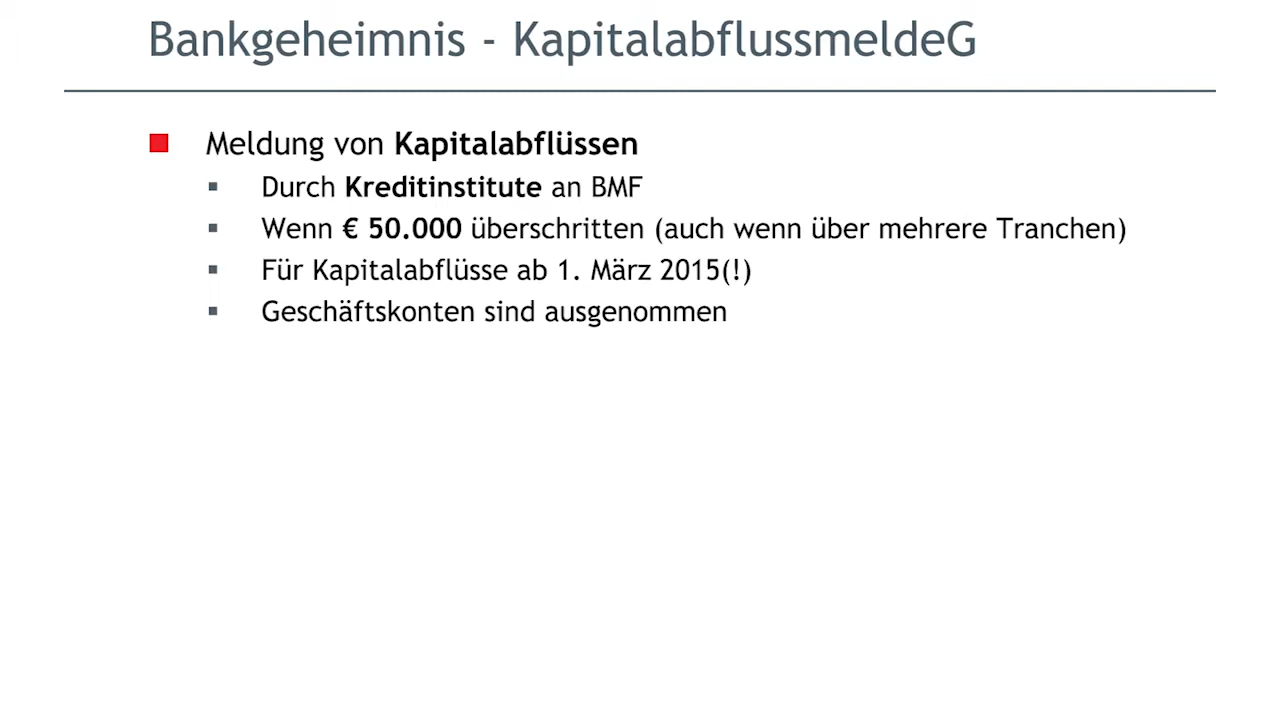 Bankgeheimnis - KapitalabflussmeldeG
Meldung von Kapitalabflüssen
Durch Kreditinstitute an BMF
Wenn € 50.000 überschritten (auch wenn über mehrere Tranchen)
Für Kapitalabflüsse ab 1. März 2015(!)
Geschäftskonten sind ausgenommen